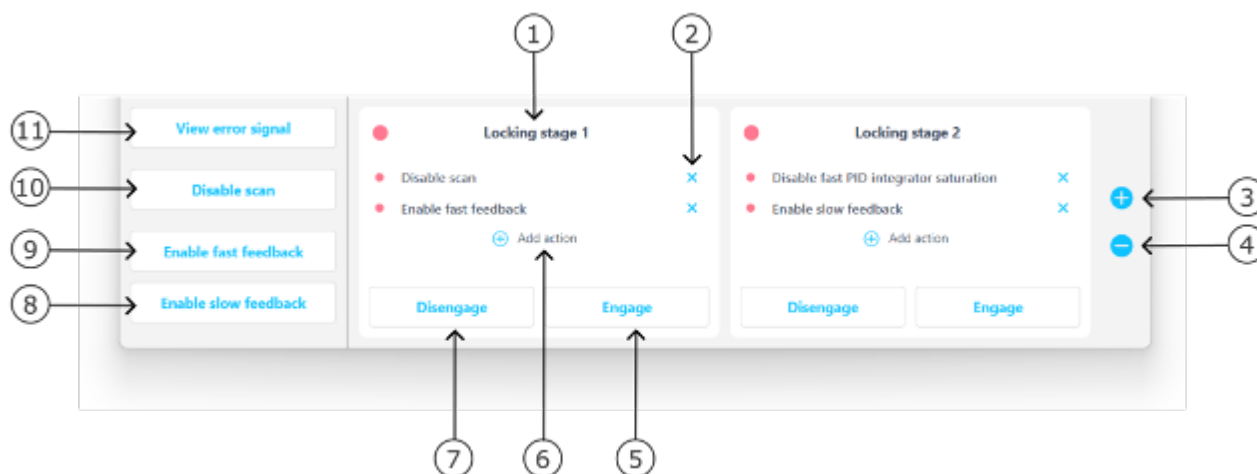 1
2
11
View error signal
Locking stage 1
Locking stage 2
10
Disable scan
Disable scan
Disable fast PID integrator saturation
3
Enable fast feedback
Enable slow feedback
9
Enable fast feedback
Add action
Add action
4
8
Enable slow feedback
Disengage
Engage
Disengage
Engage
7
6
5